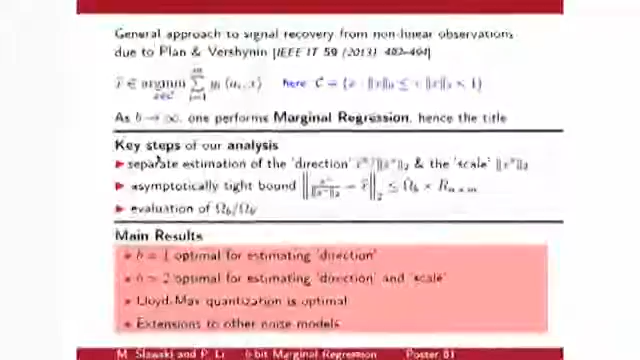 General approach to signal recovery from non-linear observations
due to Plan & Vershynin [IEEE IT 59 (2013) 482–494]
As b → ∞, one performs Marginal Regression, hence the title
Key steps of our analysis
separate estimation of the 'direction' & the 'scale'
asymptotically tight bound
evaluation of
Main Results
b = 1 optimal for estimating 'direction'
b = 2 optimal for estimating 'direction' and 'scale'
Lloyd-Max quantization is optimal
Extensions to other noise models
M. Slawski and P. Li b-bit Marginal Regression Poster 81